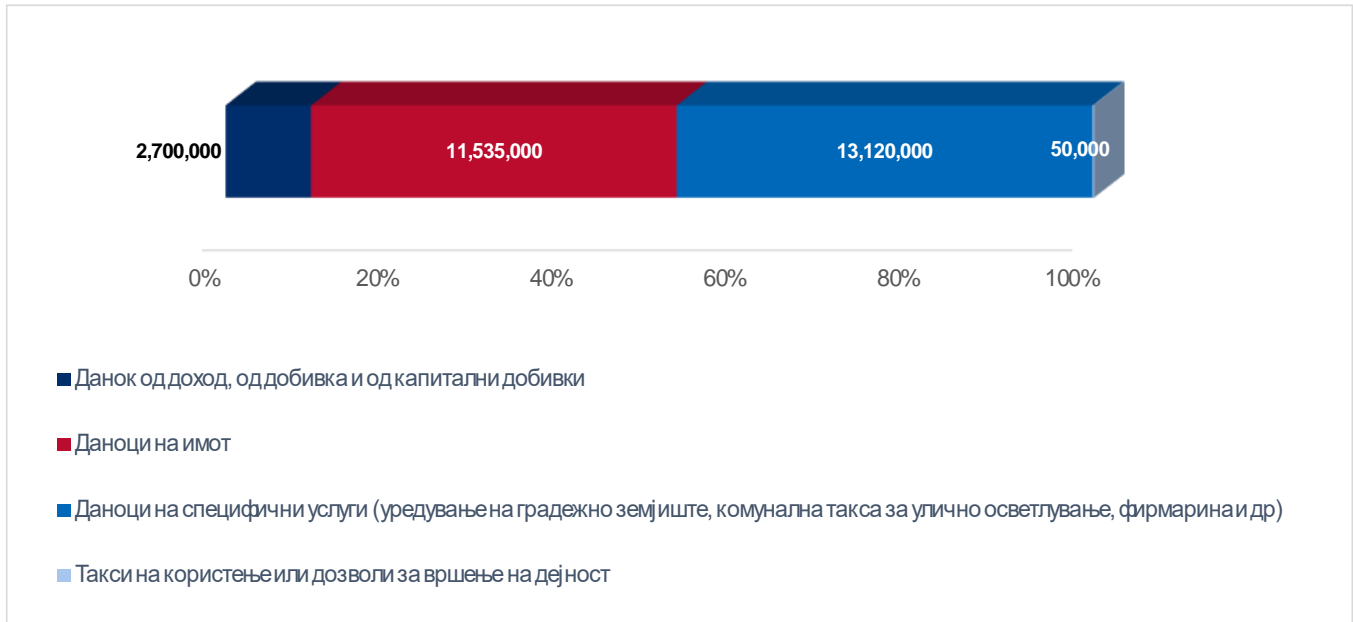 2,700,000 11,535,000 13,120,000 50,000
0% 20% 40% 60% 80% 100%
Данок од доход, од добивка и од капитални добивки
Даноци на имот
Даноци на специфични услуги (уредување на градежно земјиште, комунална такса за улично осветлување, фирмарина и др)
Такси на користење или дозволи за вршење на дејност